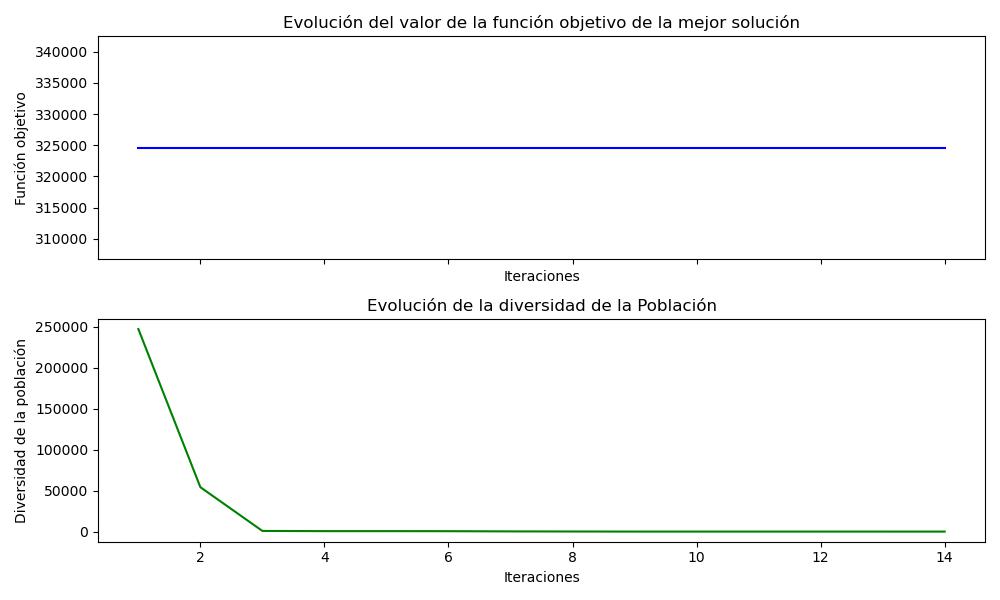 Evolución del valor de la función objetivo de la mejor solución
Función objetivo
340000
335000
330000
325000
320000
315000
310000
Iteraciones
Evolución de la diversidad de la Población
Diversidad de la población
250000
200000
150000
100000
50000
0
2 4 6 8 10 12 14
Iteraciones